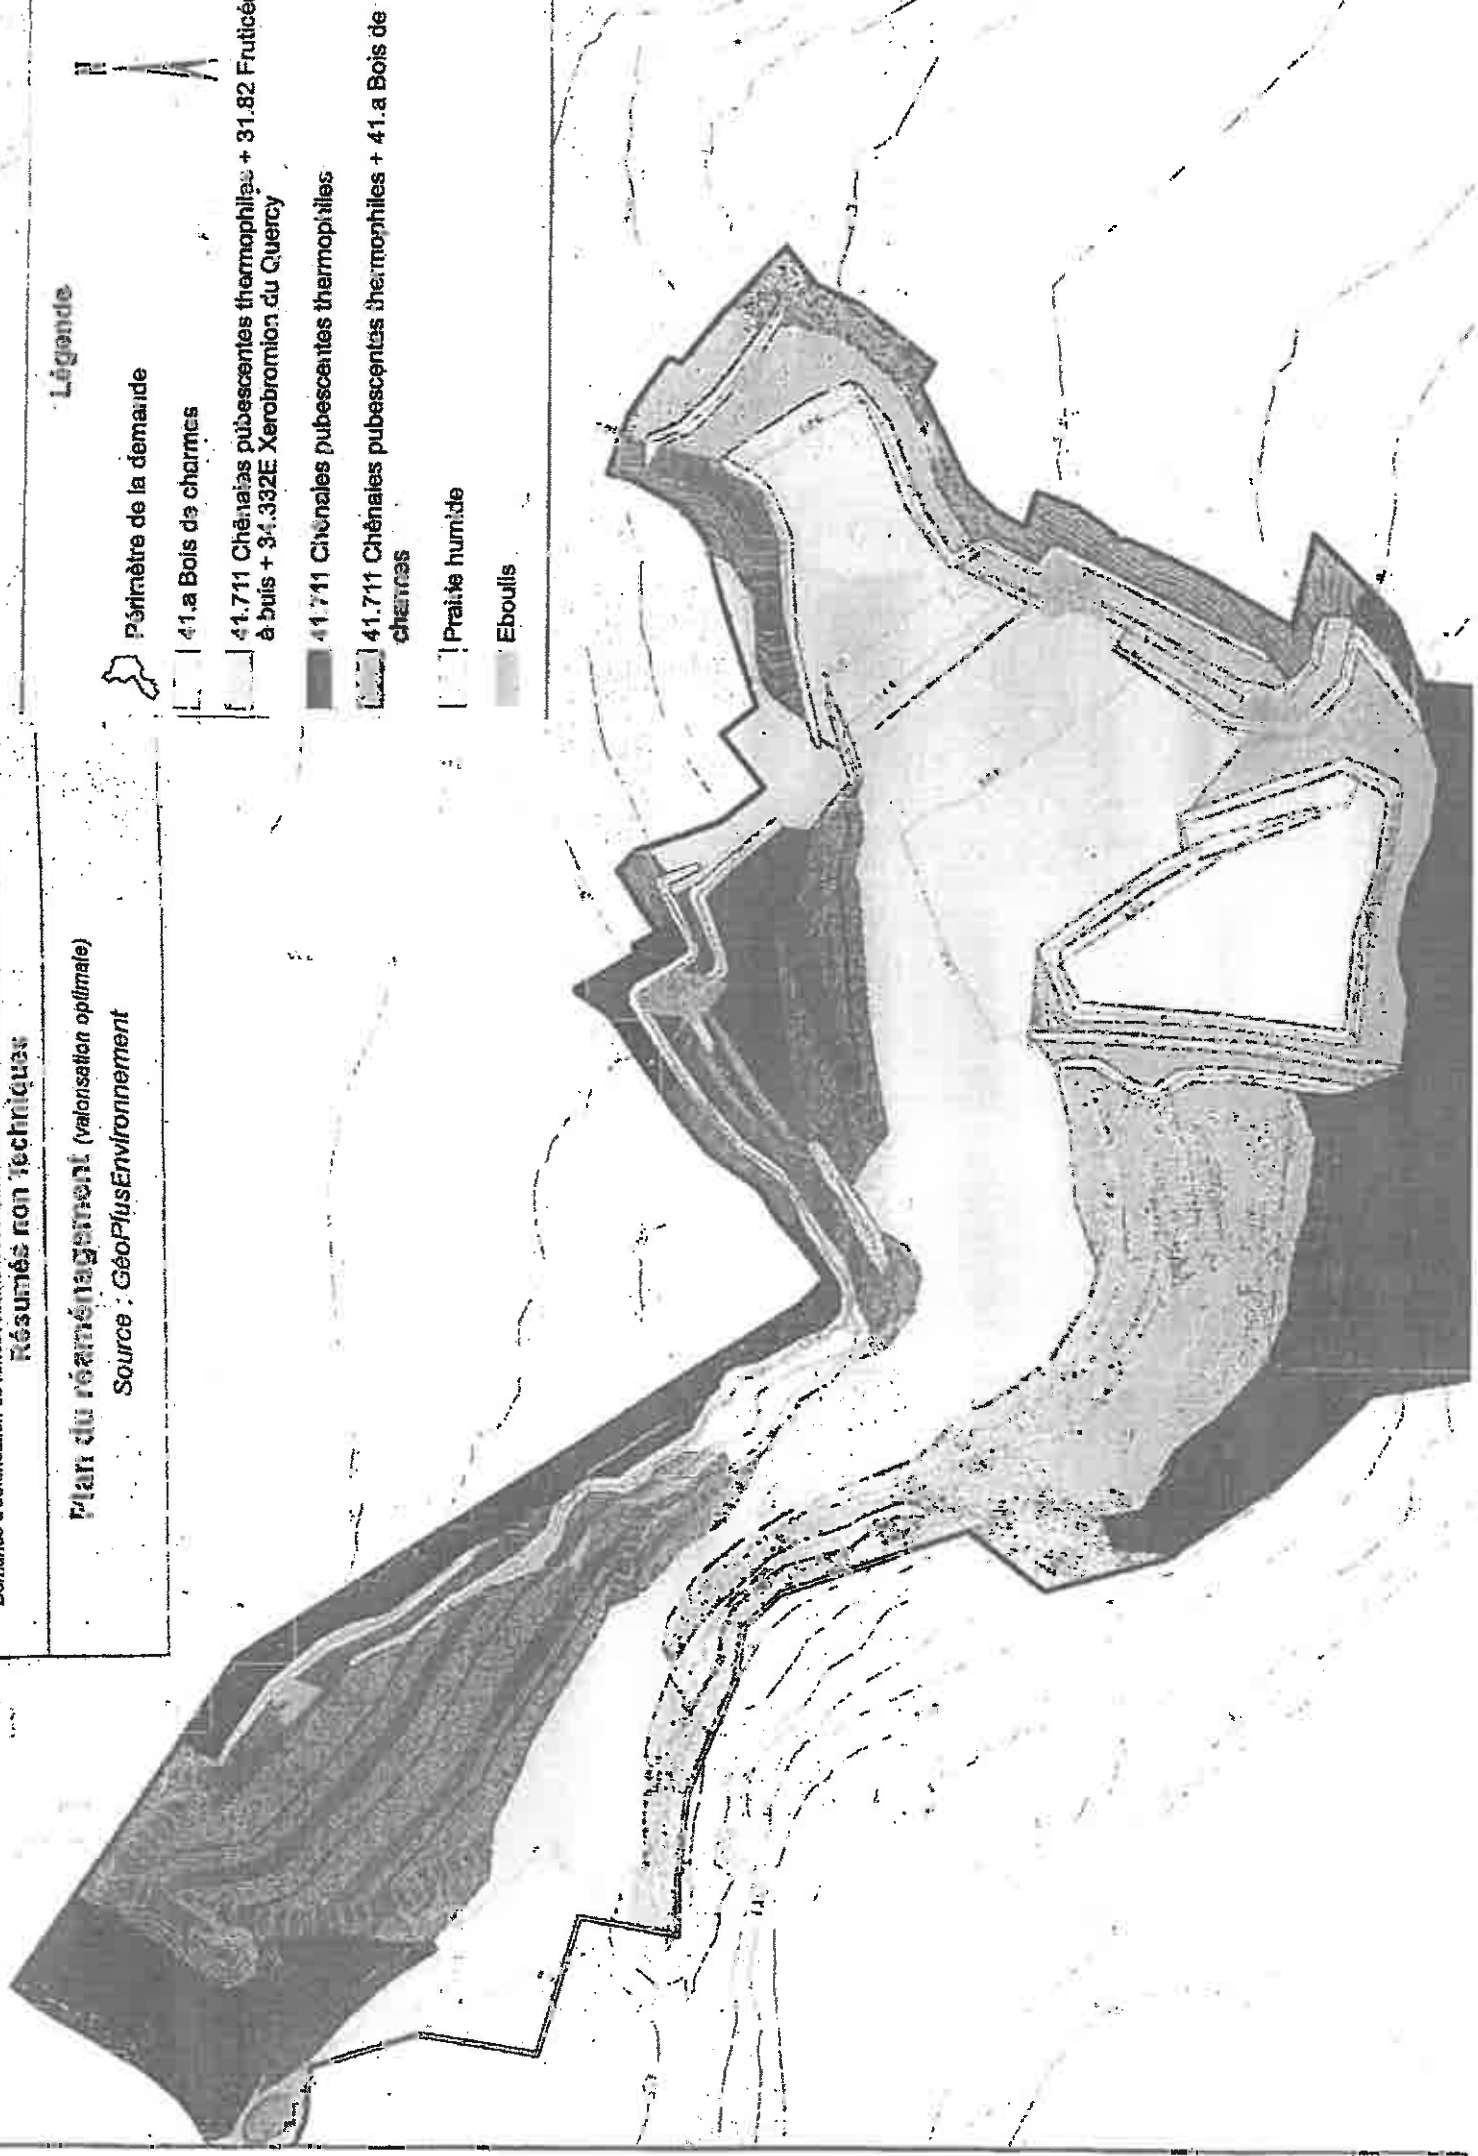 Résumés non Techniques
Plan du réaménagement (valorisation optimale)
Source : GéoPlusEnvironnement
Légende
N
Périmètre de la demande
41.a Bois de charmes
41.711 Chênaies pubescentes thermophiles + 31.82 Fruticé
à buis + 34.332E Xerobromion du Quercy
41.711 Chênaies pubescentes thermophiles
41.711 Chênaies pubescentes thermophiles + 41.a Bois de
charmes
Prairie humide
Eboulis